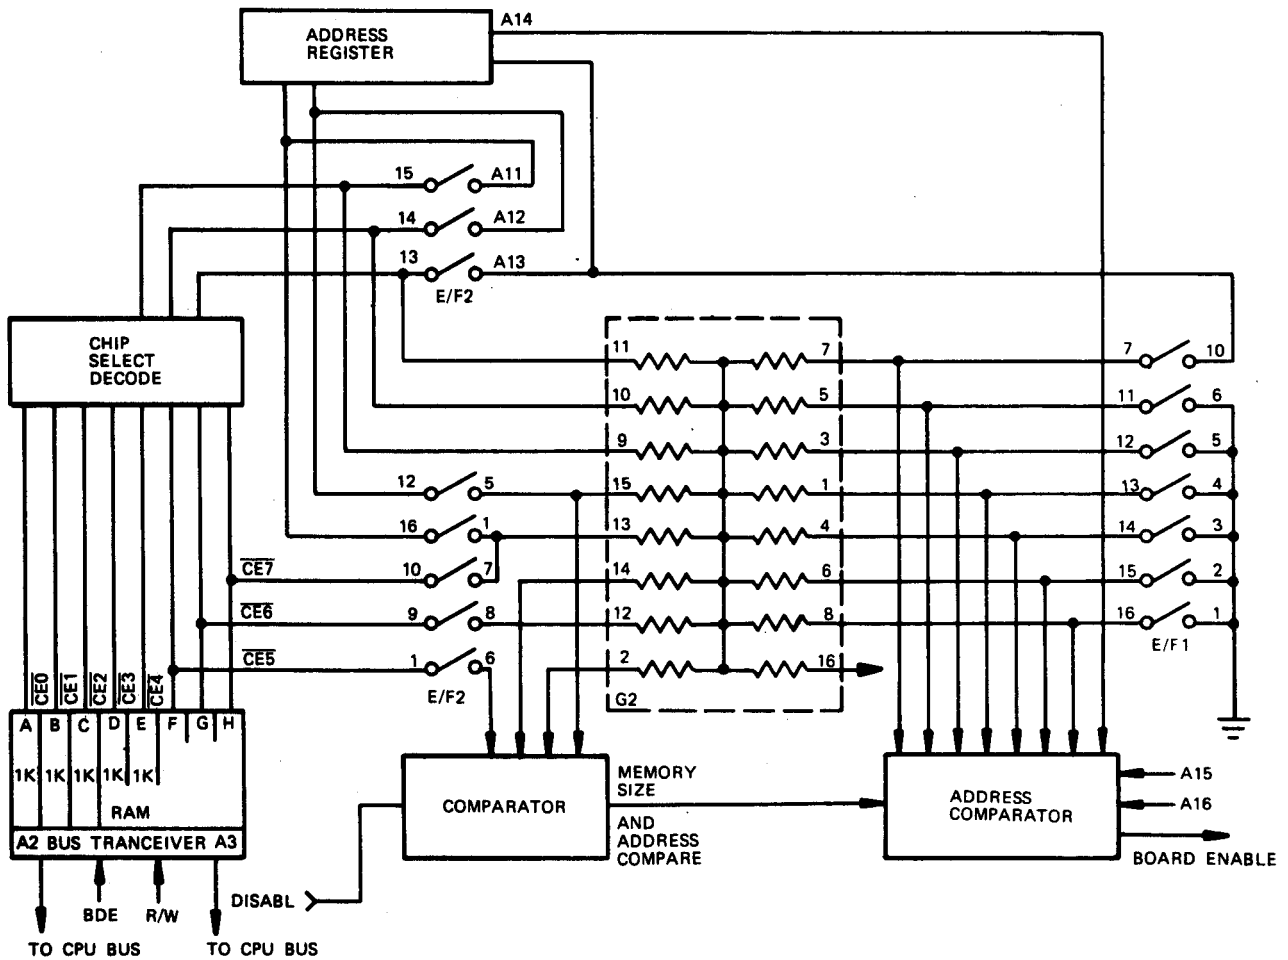 ADDRESS
REGISTER
A14
15
A11
14
A12
13
A13
E/F2
CHIP
SELECT
DECODE
11
7
7
10
10
5
11
6
9
3
12
5
12
5
15
1
13
4
16
1
13
4
14
3
CE7
10
7
14
6
15
2
CE6
9
8
12
8
16
1
CE5
1
6
2
16
E/F1
E/F2
G2
CE0
CE1
CE2
CE3
CE4
A B C D E F G H
1K 1K 1K 1K 1K
RAM
A2 BUS TRANCEIVER A3
COMPARATOR
MEMORY
SIZE
AND
ADDRESS
COMPARE
ADDRESS
COMPARATOR
A15
A16
BOARD ENABLE
DISABL
BDE
R/W
TO CPU BUS
TO CPU BUS